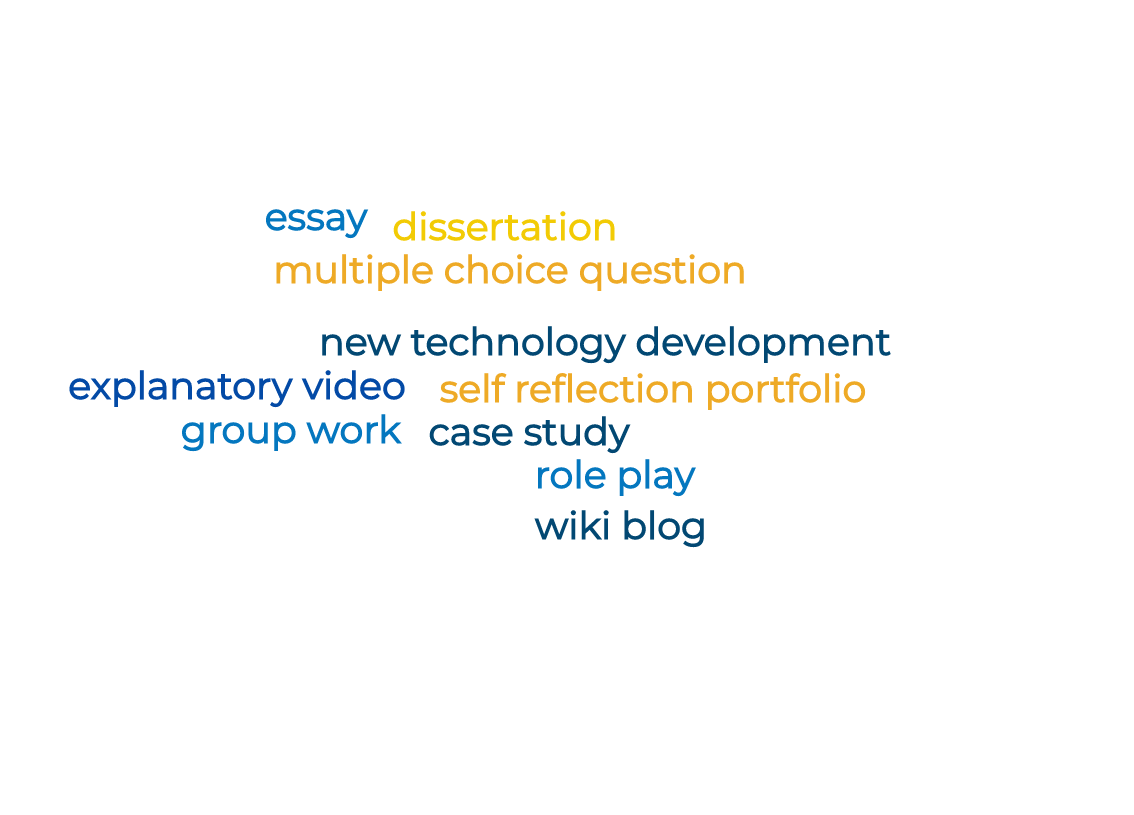 essay
dissertation
multiple choice question
new technology development
explanatory video
self reflection portfolio
group work
case study
role play
wiki blog